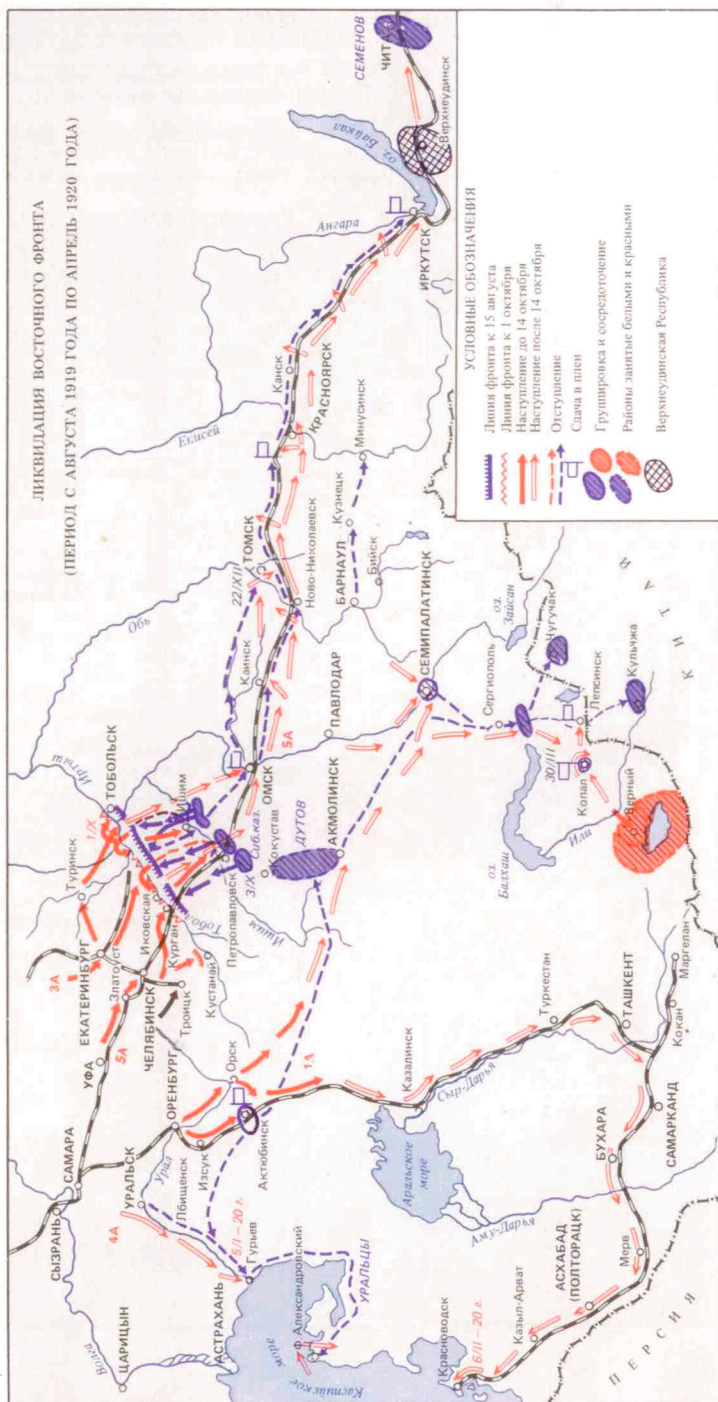 ЛИКВИДАЦИЯ ВОСТОЧНОГО ФРОНТА
(ПЕРИОД С АВГУСТА 1919 ГОДА ПО АПРЕЛЬ 1920 ГОДА)
СЫЗРАНЬ
САМАРА
УФА
ЕКАТЕРИНБУРГ
3А
Туринск
1/X
ТОБОЛЬСК
Иртыш
Обь
Енисей
Ангара
оз. Байкал
СЕМЕНОВ
ЧИТА
Верхнеудинск
ИРКУТСК
Волга
ЦАРИЦЫН
УРАЛЬСК
4А
Урал
Лбищенск
ОРЕНБУРГ
Изсук
5А
Златоуст
ЧЕЛЯБИНСК
Троицк
Иковская
Курган
Тобол
Кустанай
Петропавловск
Ишим
Ишим
Сиб.каз.
3/X
Кокустав
ДУТОВ
АКМОЛИНСК
ОМСК
5А
Каинск
22/XII
ТОМСК
Ново-Николаевск
КРАСНОЯРСК
Канск
Минусинск
Кузнецк
БАРНАУЛ
Бийск
ПАВЛОДАР
СЕМИПАЛАТИНСК
оз.
Зайсан
Сергиополь
Чугучак
Лепсинск
Кульчжа
30/III
Копал
Или
Верный
оз.
Балхаш
КИТАЙ
Орск
1А
Актюбинск
АСТРАХАНЬ
5/I–20 г.
Гурьев
ф. Александровский
УРАЛЬЦЫ
Каспийское
море
Красноводск
6/II–20 г.
Казыл-Арват
АСХАБАД
(ПОЛТОРАЦК)
Мерв
ПЕРСИЯ
Аральское
море
Аму-Дарья
Сыр-Дарья
Казалинск
Туркестан
ТАШКЕНТ
БУХАРА
САМАРКАНД
Кокан
Маргелан
УСЛОВНЫЕ ОБОЗНАЧЕНИЯ
Линия фронта к 15 августа
Линия фронта к 1 октября
Наступление до 14 октября
Наступление после 14 октября
Отступление
Сдача в плен
Группировка и сосредоточение
Районы занятые белыми и красными
Верхнеудинская Республика